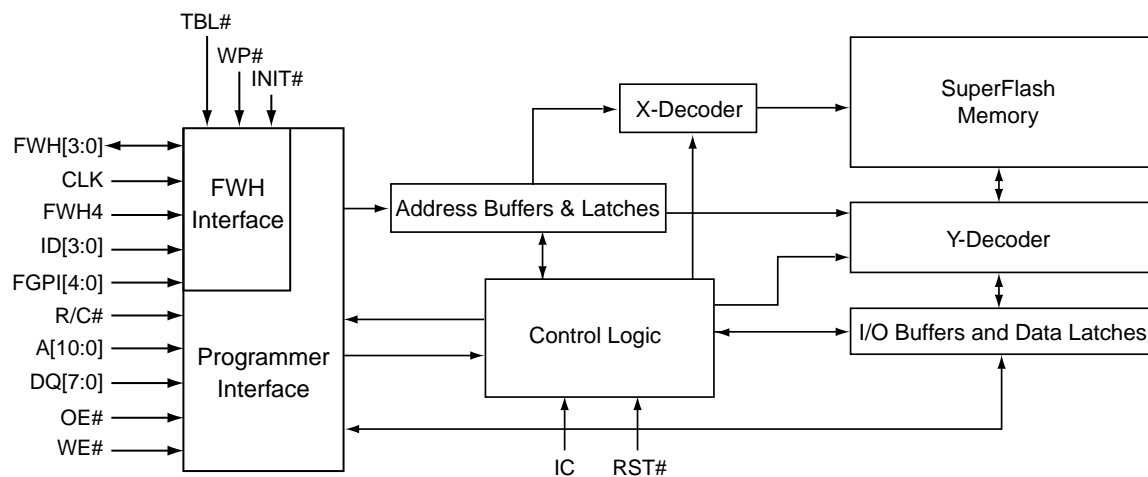 TBL#
WP#
INIT#
FWH[3:0]
CLK
FWH4
ID[3:0]
FGPI[4:0]
R/C#
A[10:0]
DQ[7:0]
OE#
WE#
FWH
Interface
Programmer
Interface
Address Buffers & Latches
X-Decoder
SuperFlash
Memory
Y-Decoder
Control Logic
I/O Buffers and Data Latches
IC
RST#